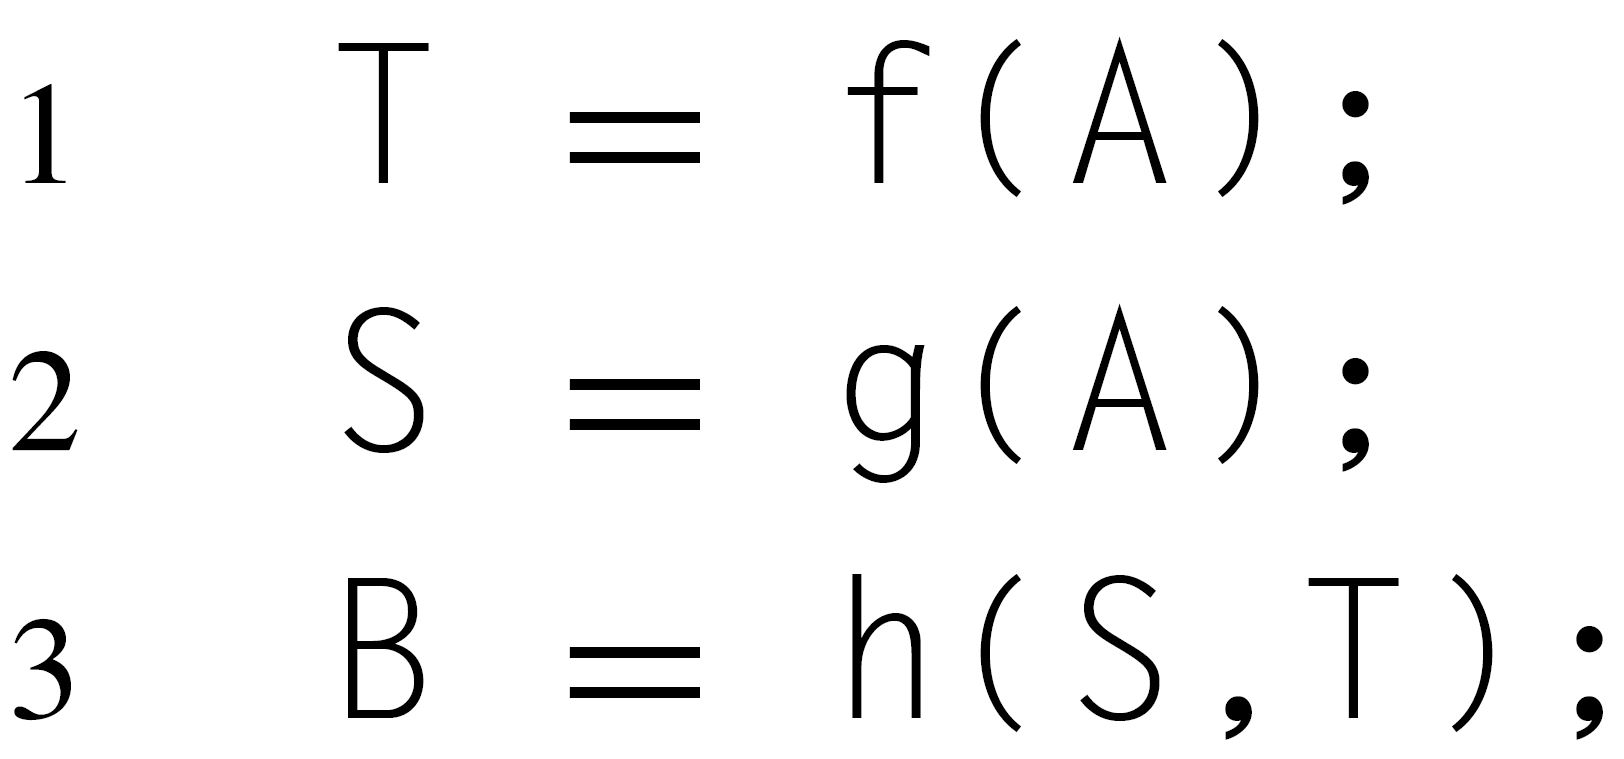 1 T = f(A);
2 S = g(A);
3 B = h(S,T);